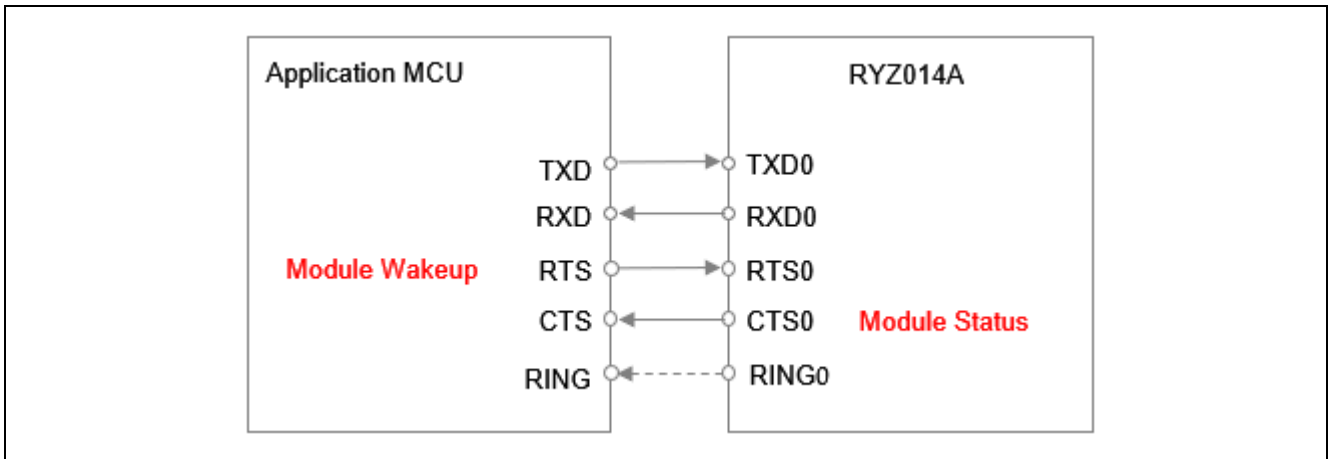 Application MCU
RYZ014A
TXD TXD0
RXD RXD0
Module Wakeup RTS RTS0
CTS CTS0 Module Status
RING RING0